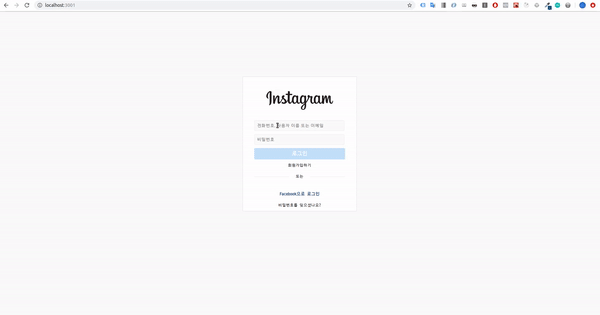 localhost:3001
Instagram
전화번호, 사용자 이름 또는 이메일
비밀번호
로그인
회원가입하기
또는
Facebook으로 로그인
비밀번호를 잊으셨나요?